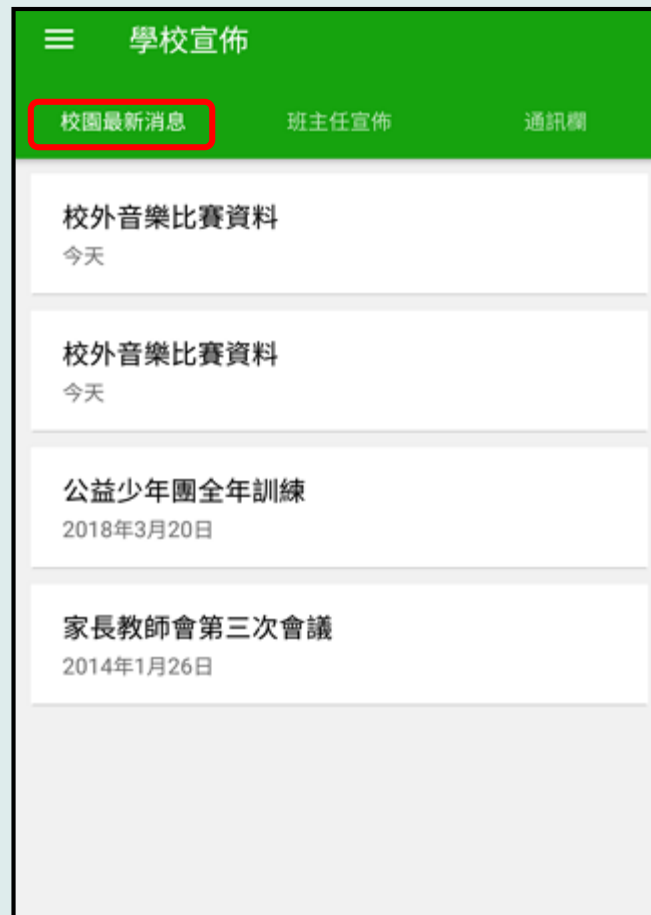 學校宣佈
校園最新消息 班主任宣佈 通訊欄
校外音樂比賽資料
今天
校外音樂比賽資料
今天
公益少年團全年訓練
2018年3月20日
家長教師會第三次會議
2014年1月26日